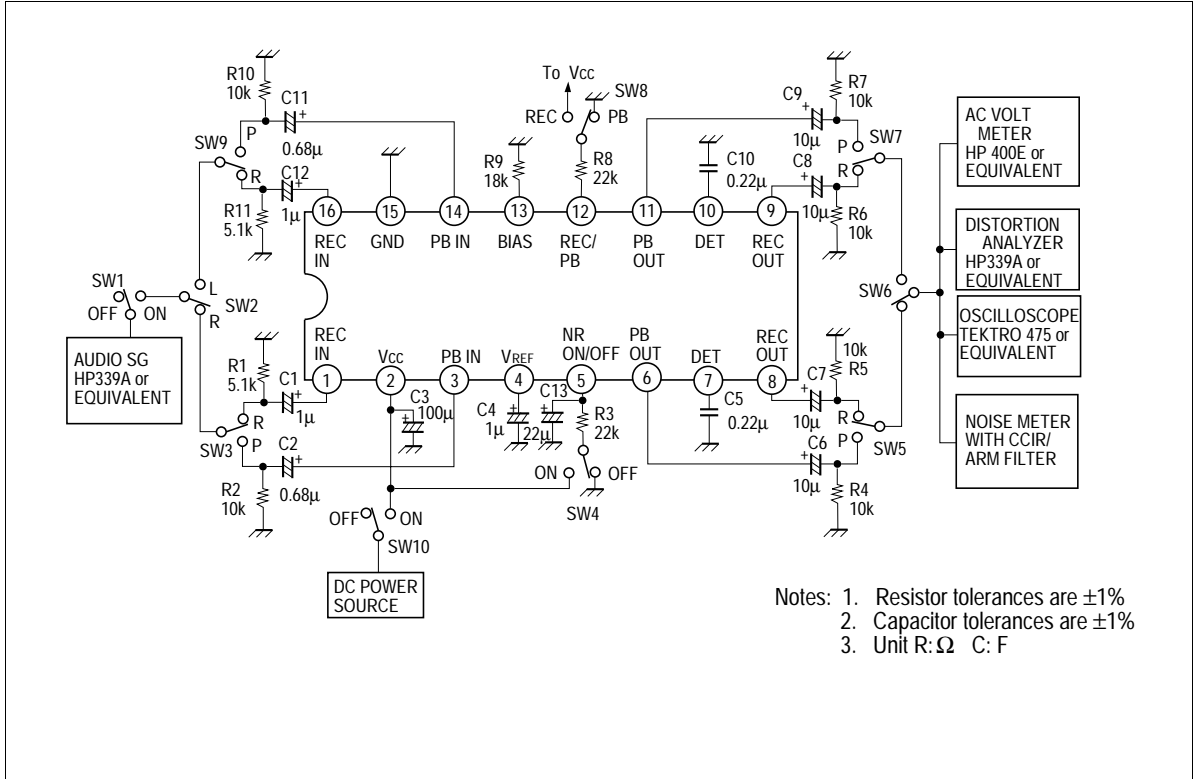 R10
10k
C11
+
0.68µ
SW9
P
R
C12
+
1µ
R11
5.1k
To Vcc
REC
PB
SW8
R9
18k
R8
22k
C10
0.22µ
C9
+
10µ
R7
10k
P
SW7
R
C8
+
10µ
R6
10k
16
15
14
13
12
11
10
9
REC
IN
GND
PB IN
BIAS
REC/
PB
PB
OUT
DET
REC
OUT
SW1
OFF
ON
L
SW2
R
AUDIO SG
HP339A or
EQUIVALENT
REC
IN
Vcc
PB IN
VREF
NR
ON/OFF
PB
OUT
DET
REC
OUT
1
2
3
4
5
6
7
8
R1
5.1k
C1
+
1µ
R
SW3
P
C2
+
0.68µ
R2
10k
C3
+
100µ
C4
+
1µ
C13
+
22µ
R3
22k
ON
OFF
SW4
C5
0.22µ
10k
R5
C7
+
10µ
R
P
SW5
C6
+
10µ
R4
10k
SW6
OFF
ON
SW10
DC POWER
SOURCE
AC VOLT
METER
HP 400E or
EQUIVALENT
DISTORTION
ANALYZER
HP339A or
EQUIVALENT
OSCILLOSCOPE
TEKTRO 475 or
EQUIVALENT
NOISE METER
WITH CCIR/
ARM FILTER
Notes: 1. Resistor tolerances are ±1%
2. Capacitor tolerances are ±1%
3. Unit R:Ω C: F